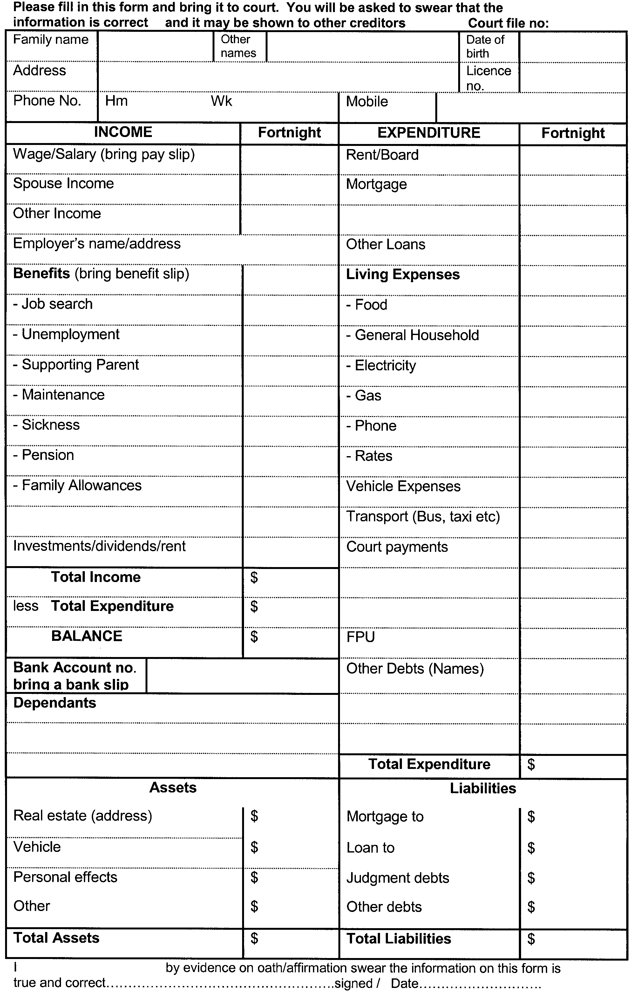 Please fill in this form and bring it to court. You will be asked to swear that the
information is correct and it may be shown to other creditors Court file no:
Family name Other names Date of birth
Address Licence no.
Phone No. Hm Wk Mobile
INCOME Fortnight EXPENDITURE Fortnight
Wage/Salary (bring pay slip) Rent/Board
Spouse Income Mortgage
Other Income
Employer's name/address Other Loans
Benefits (bring benefit slip) Living Expenses
- Job search - Food
- Unemployment - General Household
- Supporting Parent - Electricity
- Maintenance - Gas
- Sickness - Phone
- Pension - Rates
- Family Allowances Vehicle Expenses
Transport (Bus, taxi etc)
Investments/dividends/rent Court payments
Total Income $
less Total Expenditure $
BALANCE $ FPU
Bank Account no. Other Debts (Names)
bring a bank slip
Dependants
Total Expenditure $
Assets Liabilities
Real estate (address) $ Mortgage to $
Vehicle $ Loan to $
Personal effects $ Judgment debts $
Other $ Other debts $
Total Assets $ Total Liabilities $
I by evidence on oath/affirmation swear the information on this form is
true and correct....................................................signed / Date............................